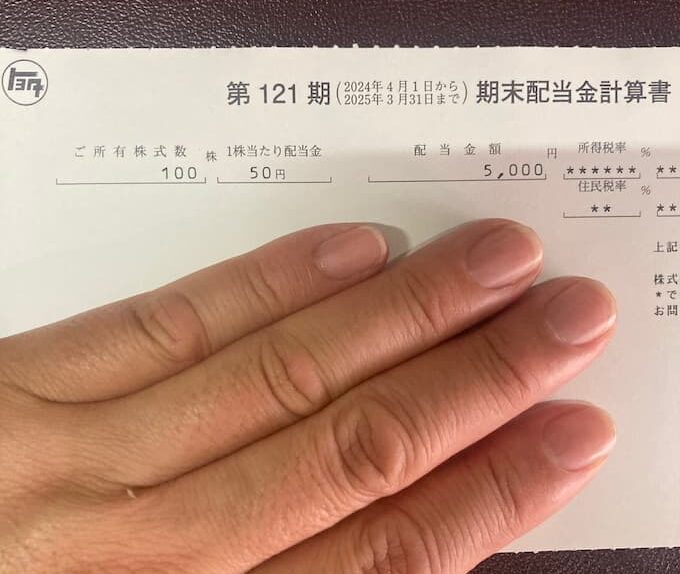 トヨタ
第 121 期 (2024年 4 月 1 日から 2025年 3 月31日まで) 期末配当金計算書
ご所有株式数 株 1株当たり配当金 配当金額 円 所得税率 %
100 50円 5,000 ****** **
住民税率 %
** **
上記
株式
*で
お問